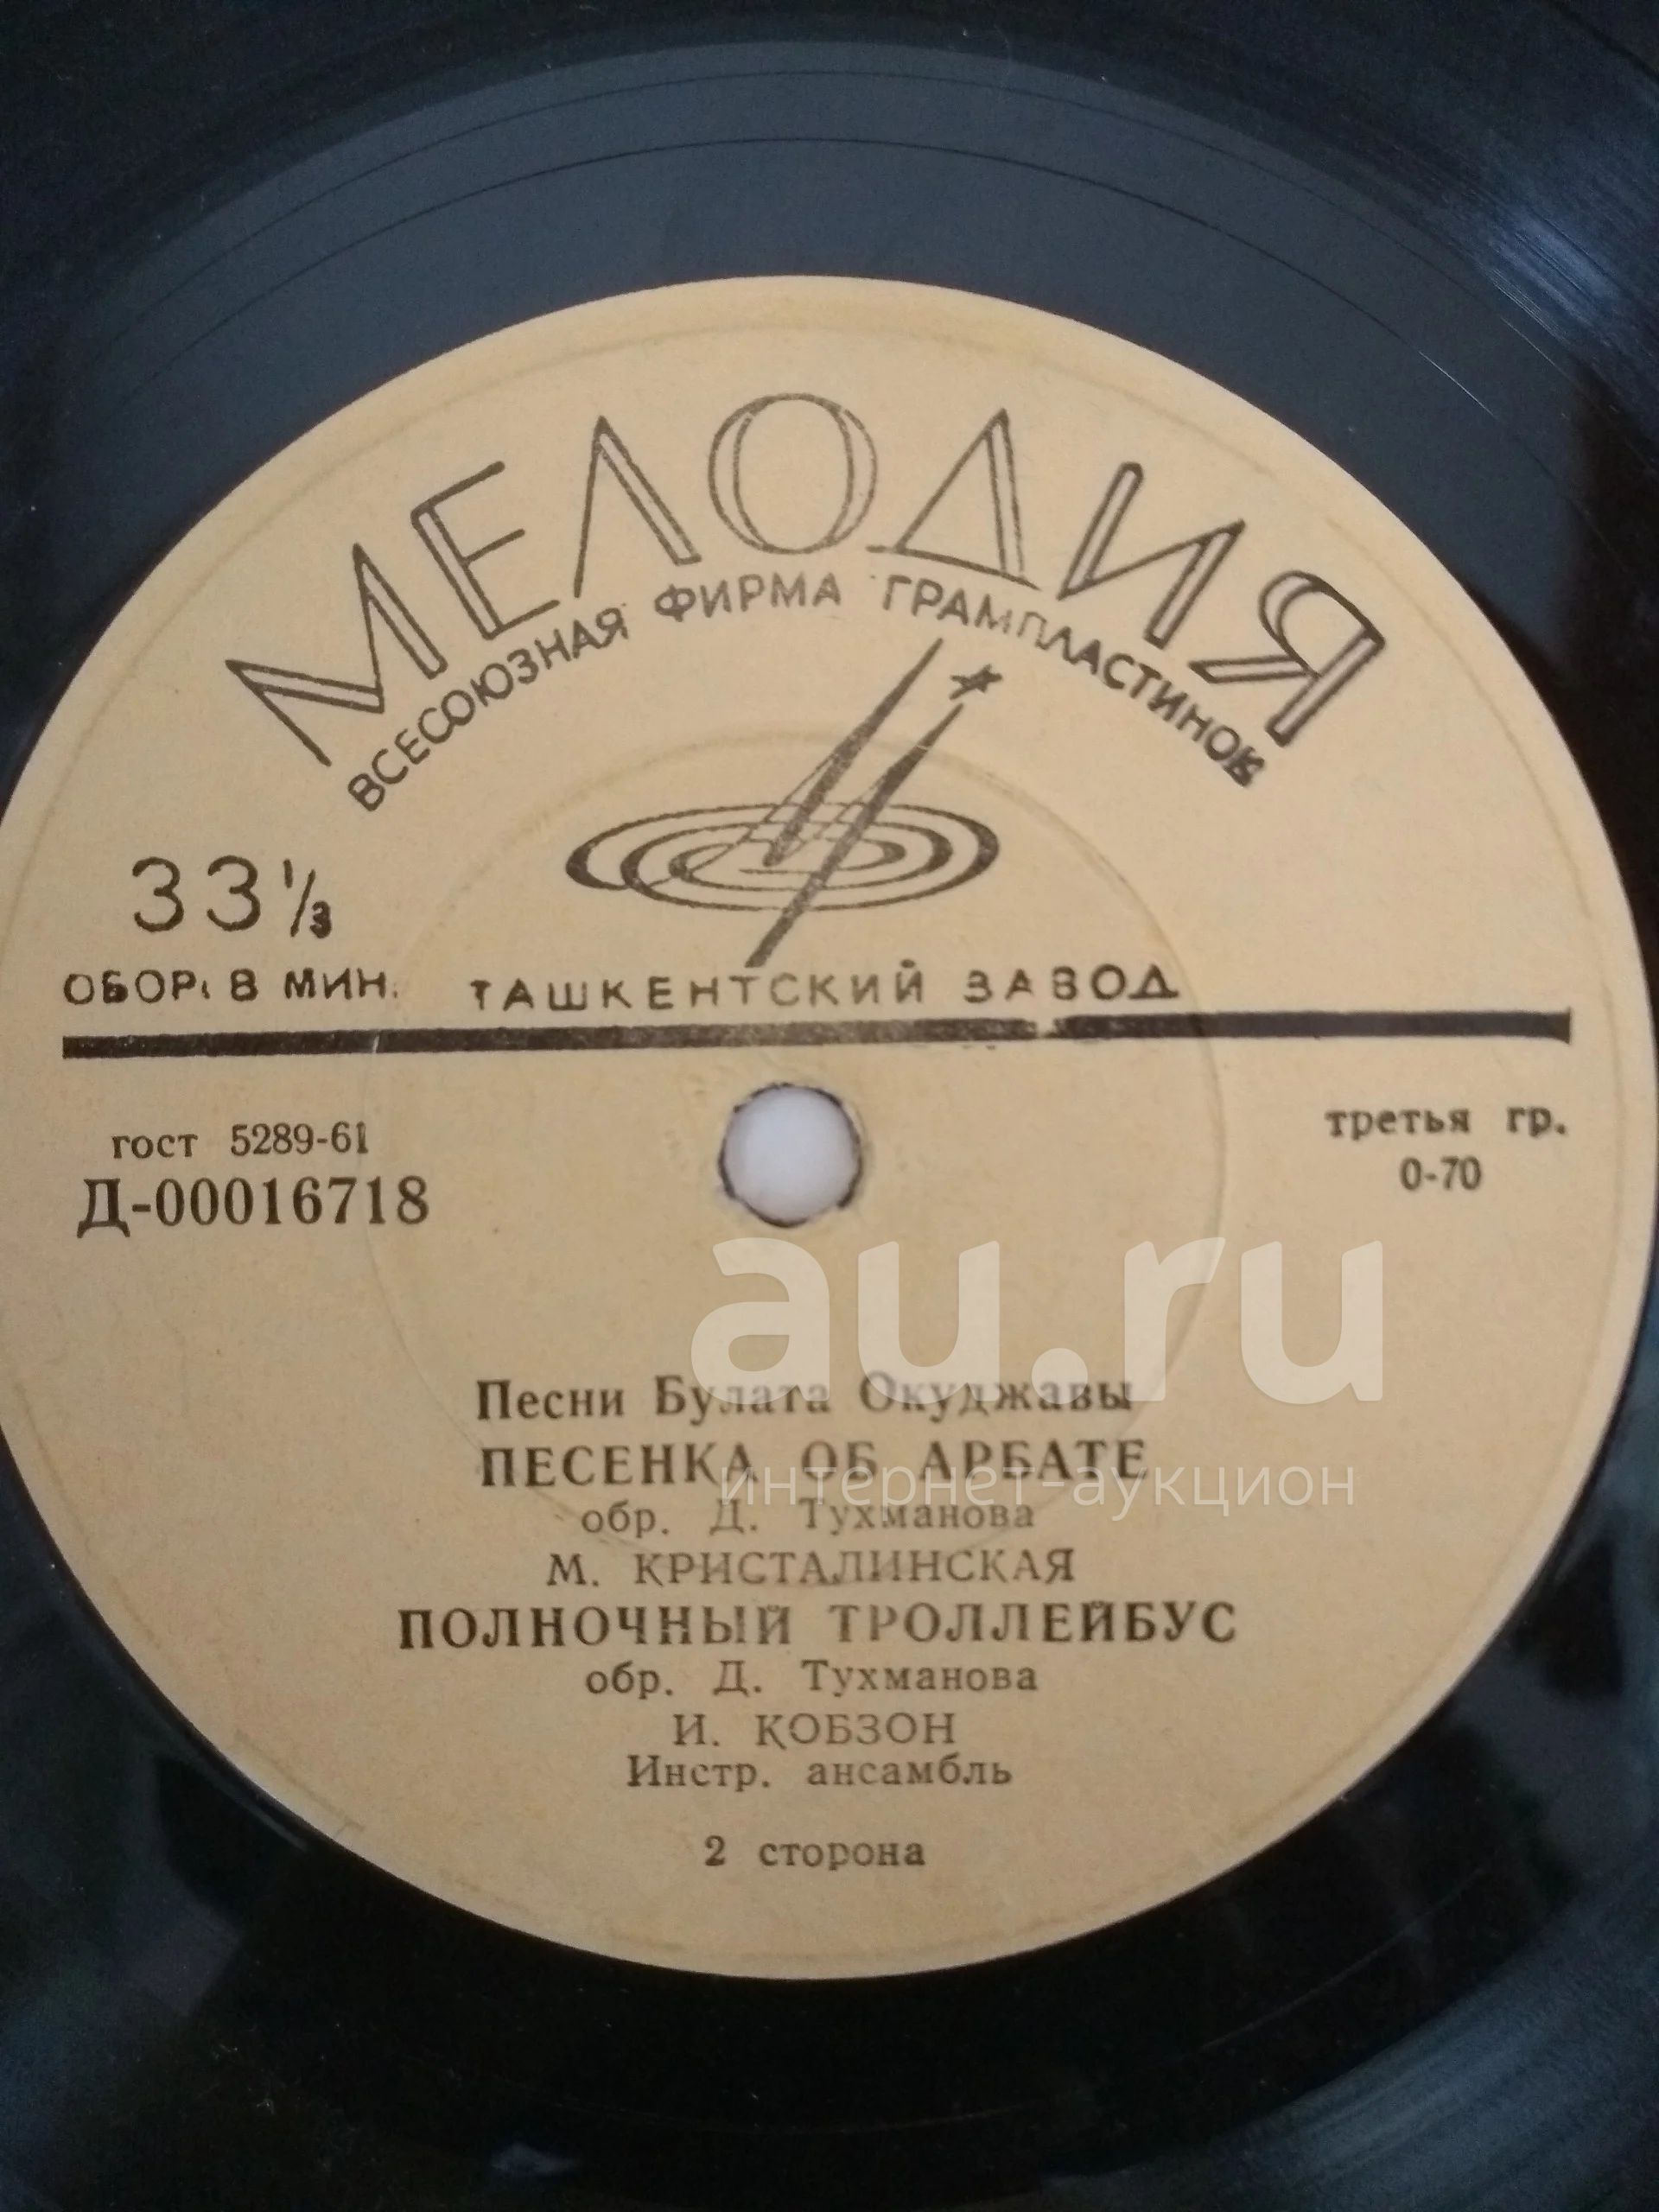 МЕЛОДИЯ
ВСЕСОЮЗНАЯ ФИРМА ГРАМПЛАСТИНОК
33 1/3
ОБОР. В МИН. ТАШКЕНТСКИЙ ЗАВОД
гост 5289-61
Д-00016718
третья гр.
0-70
au.ru
интернет-аукцион
Песни Булата Окуджавы
ПЕСЕНКА ОБ АРБАТЕ
обр. Д. Тухманова
М. КРИСТАЛИНСКАЯ
ПОЛНОЧНЫЙ ТРОЛЛЕЙБУС
обр. Д. Тухманова
И. КОБЗОН
Инстр. ансамбль
2 сторона